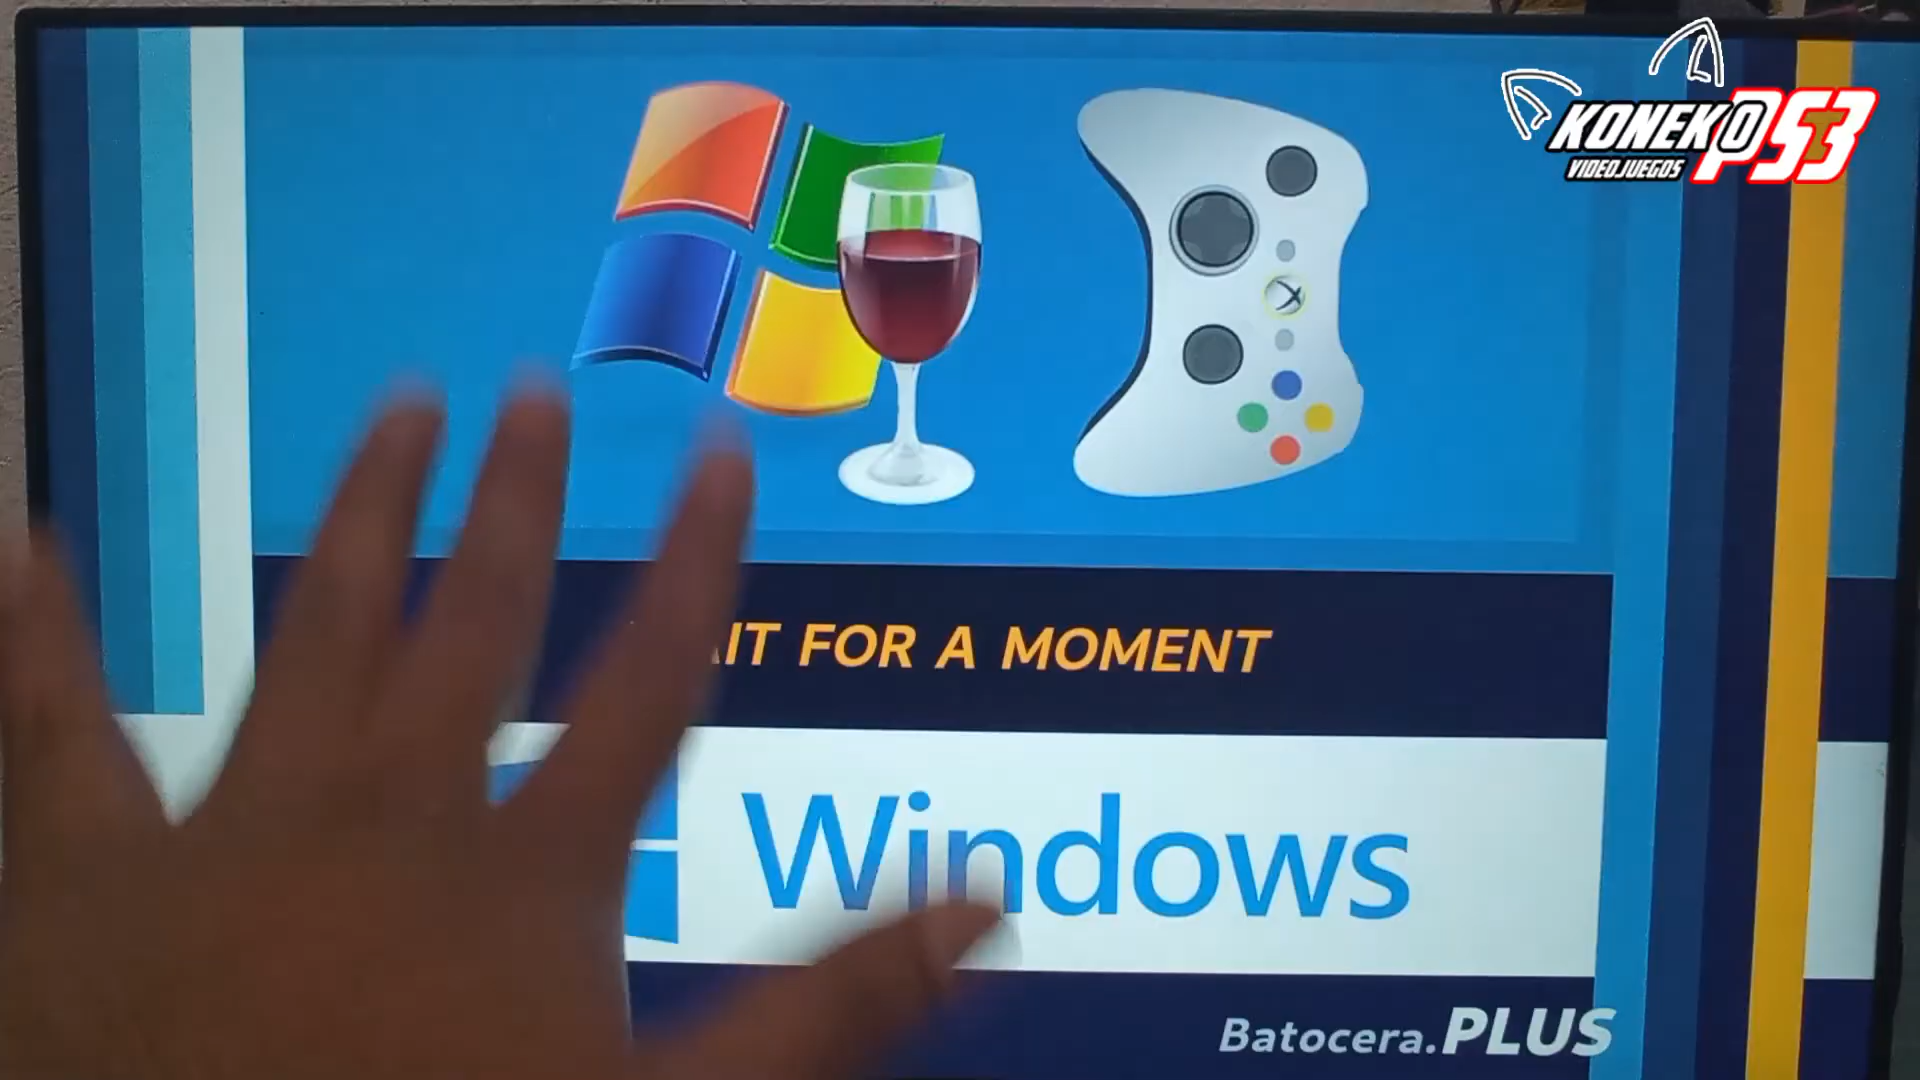 KONEKO PS3
VIDEOJUEGOS
IT FOR A MOMENT
Windows
Batocera.PLUS